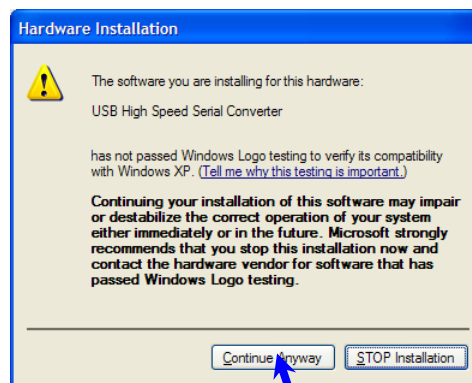 Hardware Installation
The software you are installing for this hardware:
USB High Speed Serial Converter
has not passed Windows Logo testing to verify its compatibility
with Windows XP. (Tell me why this testing is important.)
Continuing your installation of this software may impair
or destabilize the correct operation of your system
either immediately or in the future. Microsoft strongly
recommends that you stop this installation now and
contact the hardware vendor for software that has
passed Windows Logo testing.
Continue Anyway STOP Installation